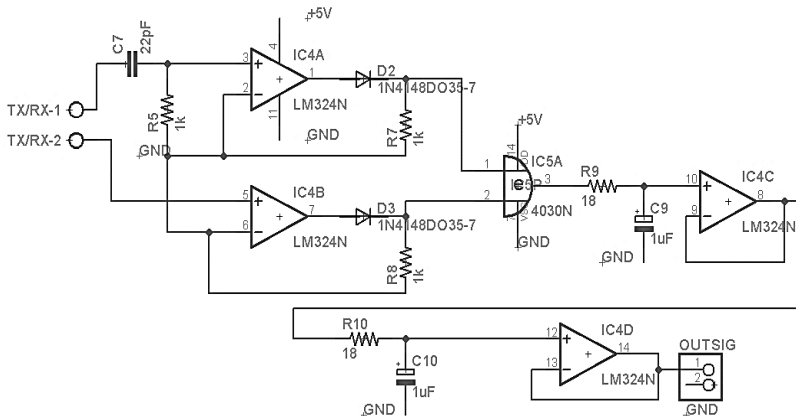 +5V
C7
22pF
4
3
IC4A
1
2
+
LM324N
11
GND
D2
1N4148DO35-7
TX/RX-1
R5
1k
GND
R7
1k
TX/RX-2
5
IC4B
7
6
LM324N
D3
1N4148DO35-7
R8
1k
+5V
14
1
IC5A
3
2
4030N
GND
R9
18
C9
1uF
GND
10
IC4C
8
9
LM324N
R10
18
C10
1uF
GND
12
IC4D
14
13
LM324N
OUTSIG
1
2
GND